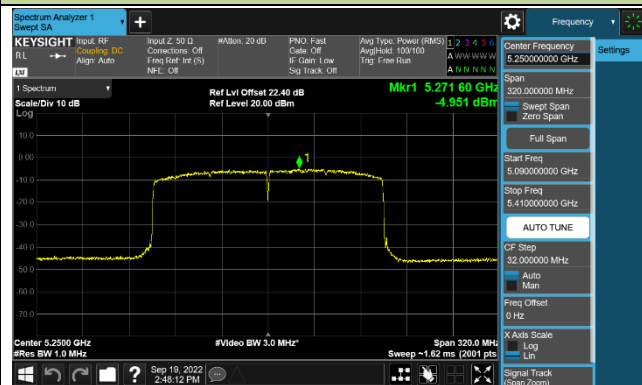 Spectrum Analyzer 1
Swept SA
Frequency
KEYSIGHT
Input: RF
Coupling: DC
Align: Auto
Input Z: 50 Ω
Corrections: Off
Freq Ref: Int (S)
NFE: Off
#Atten: 20 dB
PNO: Fast
Gate: Off
IF Gain: Low
Sig Track: Off
Avg Type: Power (RMS)
Avg|Hold: 100/100
Trig: Free Run
1 2 3 4 5 6
A W W W W W
A N N N N N
RL
LXI
1 Spectrum
Scale/Div 10 dB
Log
Ref Lvl Offset 22.40 dB
Ref Level 20.00 dBm
Mkr1 5.271 60 GHz
-4.951 dBm
10.0
0.00
-10.0
-20.0
-30.0
-40.0
-50.0
-60.0
-70.0
1
Center 5.2500 GHz
#Res BW 1.0 MHz
#Video BW 3.0 MHz*
Span 320.0 MHz
Sweep ~1.62 ms (2001 pts)
Sep 19, 2022
2:48:12 PM
Center Frequency
5.25000000 GHz
Settings
Span
320.000000 MHz
Swept Span
Zero Span
Full Span
Start Freq
5.090000000 GHz
Stop Freq
5.410000000 GHz
AUTO TUNE
CF Step
32.000000 MHz
Auto
Man
Freq Offset
0 Hz
X Axis Scale
Log
Lin
Signal Track
(Span Zoom)